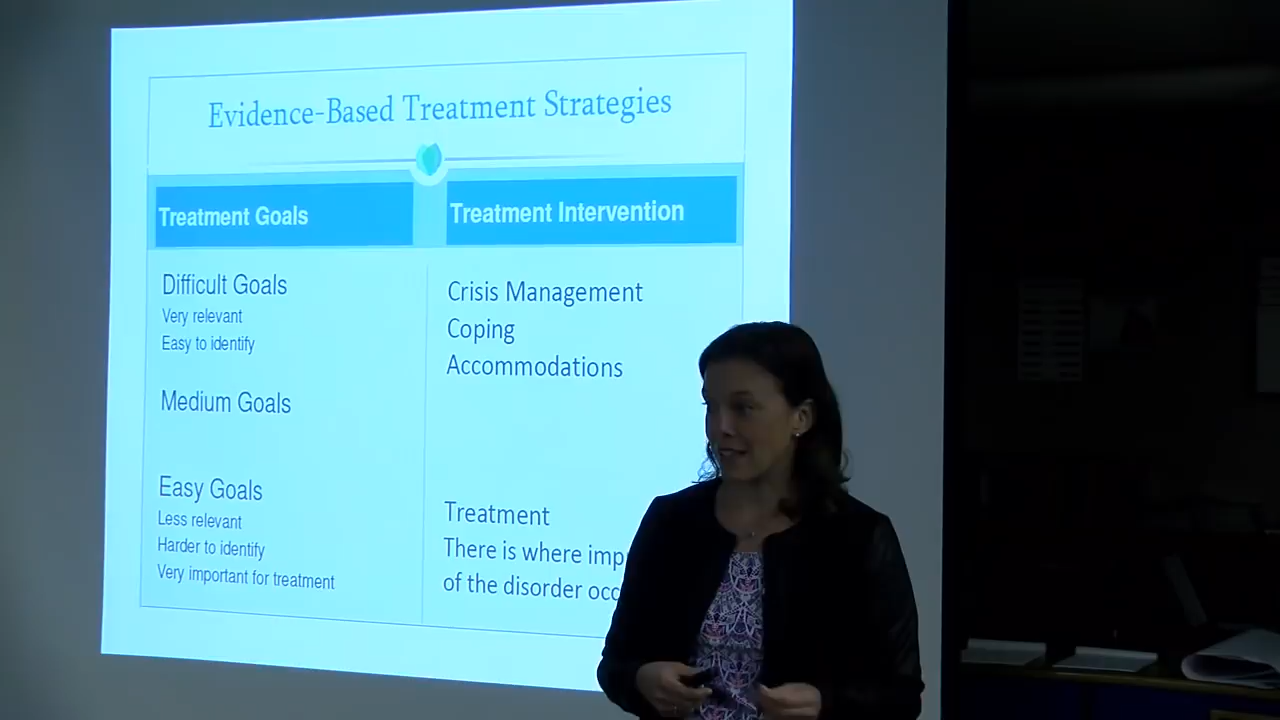 Evidence-Based Treatment Strategies
Treatment Goals
Treatment Intervention
Difficult Goals
Very relevant
Easy to identify
Medium Goals
Easy Goals
Less relevant
Harder to identify
Very important for treatment
Crisis Management
Coping
Accommodations
Treatment
There is where
of the disorder